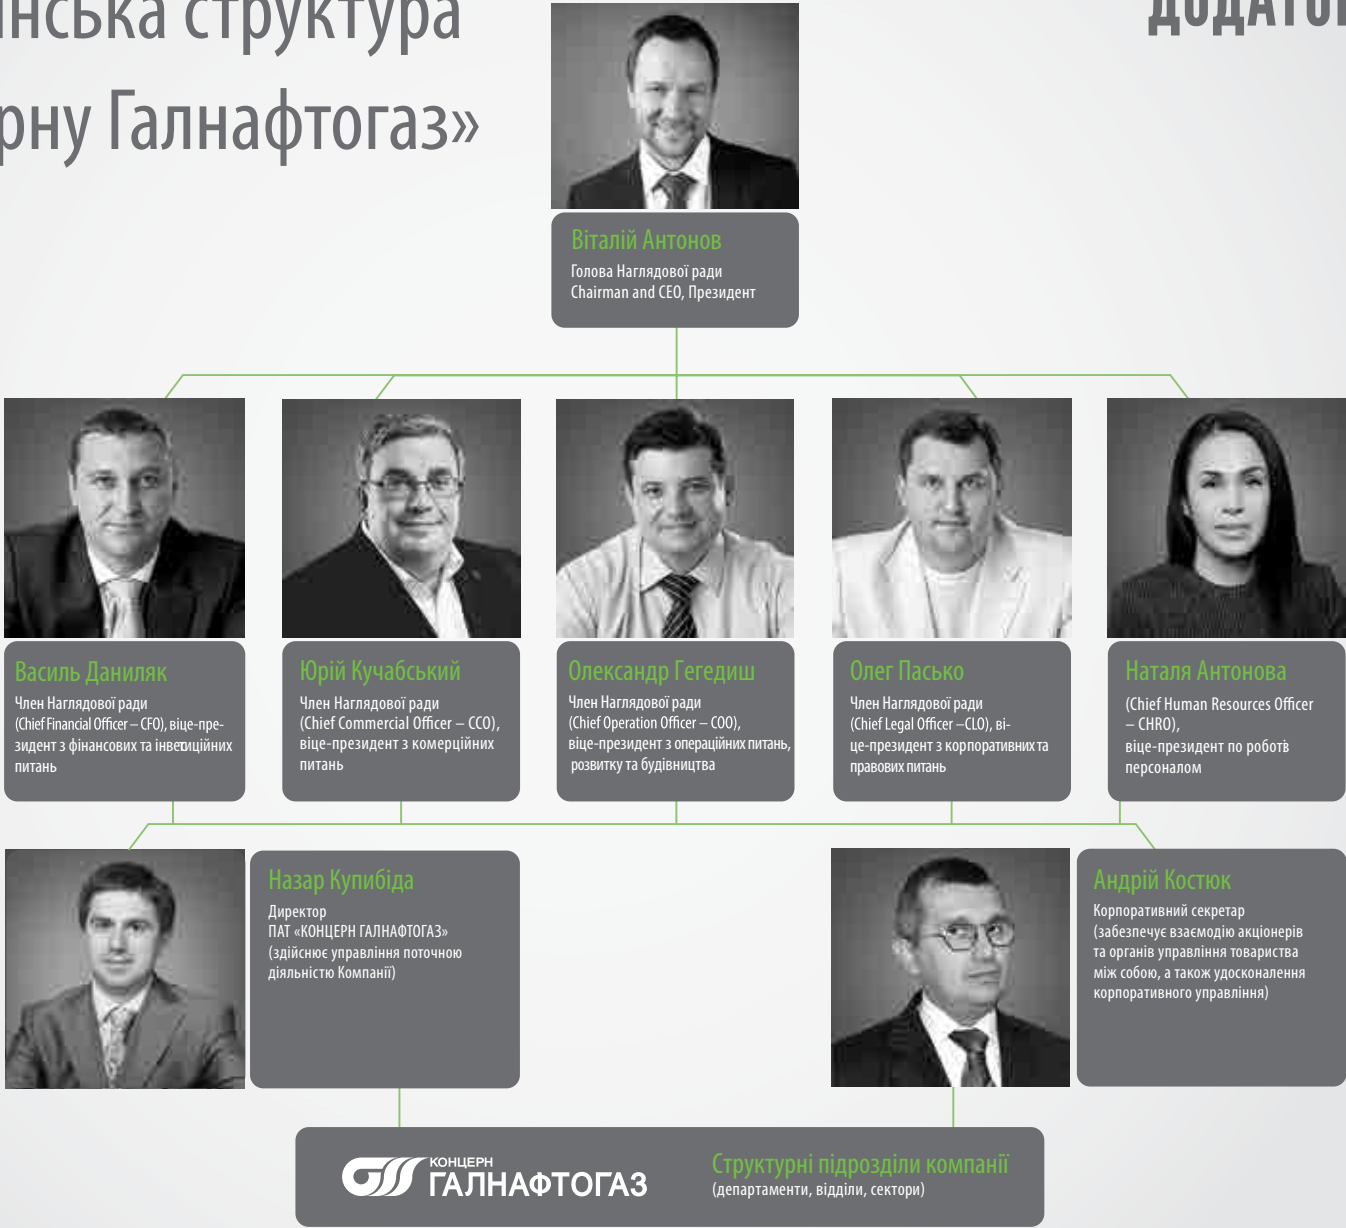 нська структура
ДОДАТО
рну Галнафтогаз»
Віталій Антонов
Голова Наглядової ради
Chairman and CEO, Президент
Василь Даниляк
Член Наглядової ради
(Chief Financial Officer – CFO), віце-пре-
зидент з фінансових та інвестиційних
питань
Юрій Кучабський
Член Наглядової ради
(Chief Commercial Officer – CCO),
віце-президент з комерційних
питань
Олександр Гегедиш
Член Наглядової ради
(Chief Operation Officer – COO),
віце-президент з операційних питань,
розвитку та будівництва
Олег Пасько
Член Наглядової ради
(Chief Legal Officer –CLO), ві-
це-президент з корпоративних та
правових питань
Наталя Антонова
(Chief Human Resources Officer
– CHRO),
віце-президент по роботі з
персоналом
Назар Купибіда
Директор
ПАТ «КОНЦЕРН ГАЛНАФТОГАЗ»
(здійснює управління поточною
діяльністю Компанії)
Андрій Костюк
Корпоративний секретар
(забезпечує взаємодію акціонерів
та органів управління товариства
між собою, а також удосконалення
корпоративного управління)
КОНЦЕРН
ГАЛНАФТОГАЗ
Структурні підрозділи компанії
(департаменти, відділи, сектори)